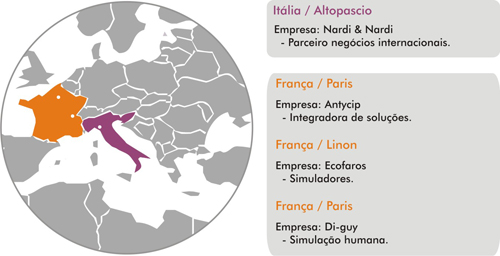 Itália / Altopascio
Empresa: Nardi & Nardi
- Parceiro negócios internacionais.
França / Paris
Empresa: Antycip
- Integradora de soluções.
França / Linon
Empresa: Ecofaros
- Simuladores.
França / Paris
Empresa: Di-guy
- Simulação humana.